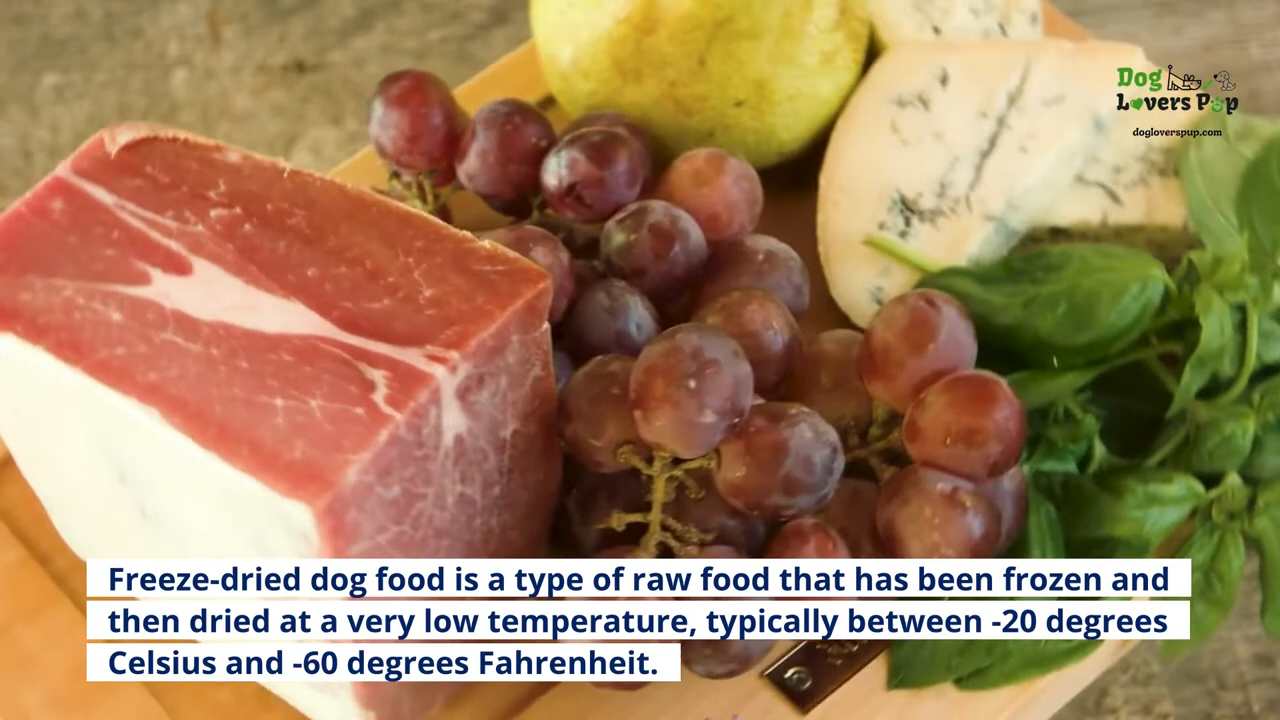 Dog
Lovers Pup
dogloverspup.com
Freeze-dried dog food is a type of raw food that has been frozen and
then dried at a very low temperature, typically between -20 degrees
Celsius and -60 degrees Fahrenheit.